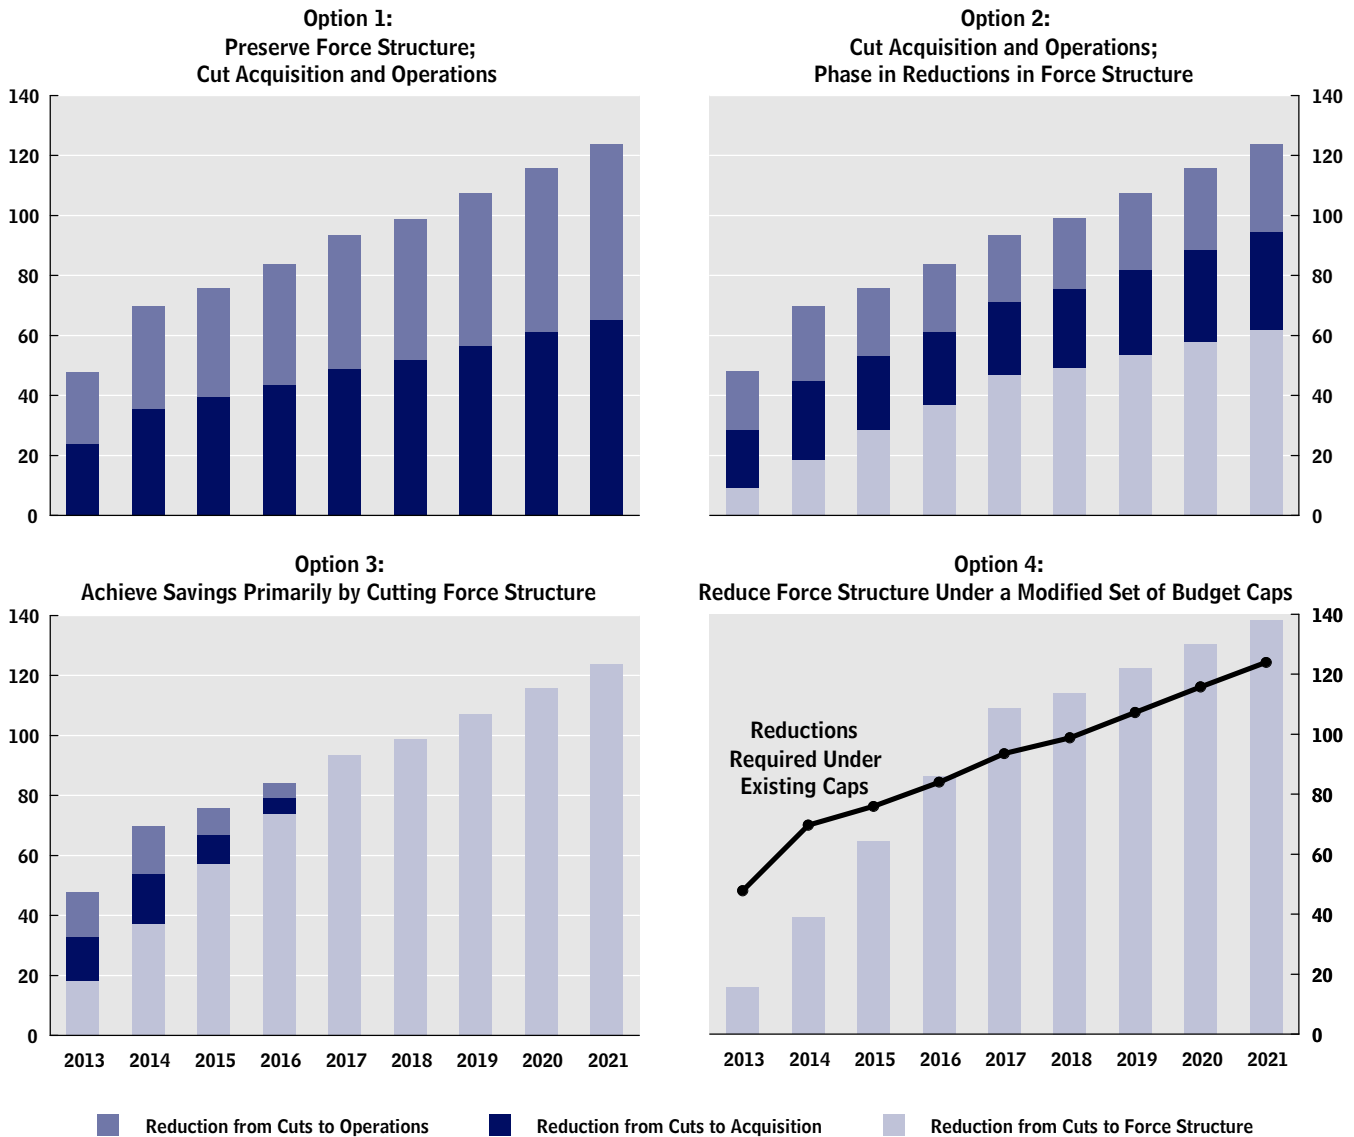 Option 1:
Preserve Force Structure;
Cut Acquisition and Operations
140
120
100
80
60
40
20
0
Option 2:
Cut Acquisition and Operations;
Phase in Reductions in Force Structure
140
120
100
80
60
40
20
0
Option 3:
Achieve Savings Primarily by Cutting Force Structure
140
120
100
80
60
40
20
0
2013 2014 2015 2016 2017 2018 2019 2020 2021
Option 4:
Reduce Force Structure Under a Modified Set of Budget Caps
Reductions
Required Under
Existing Caps
140
120
100
80
60
40
20
0
2013 2014 2015 2016 2017 2018 2019 2020 2021
Reduction from Cuts to Operations
Reduction from Cuts to Acquisition
Reduction from Cuts to Force Structure